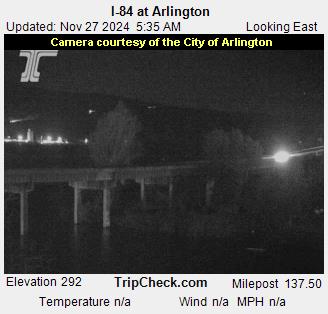 I-84 at Arlington
Updated: Nov 27 2024 5:35 AM Looking East
Camera courtesy of the City of Arlington
Elevation 292 TripCheck.com Milepost 137.50
Temperature n/a Wind n/a MPH n/a